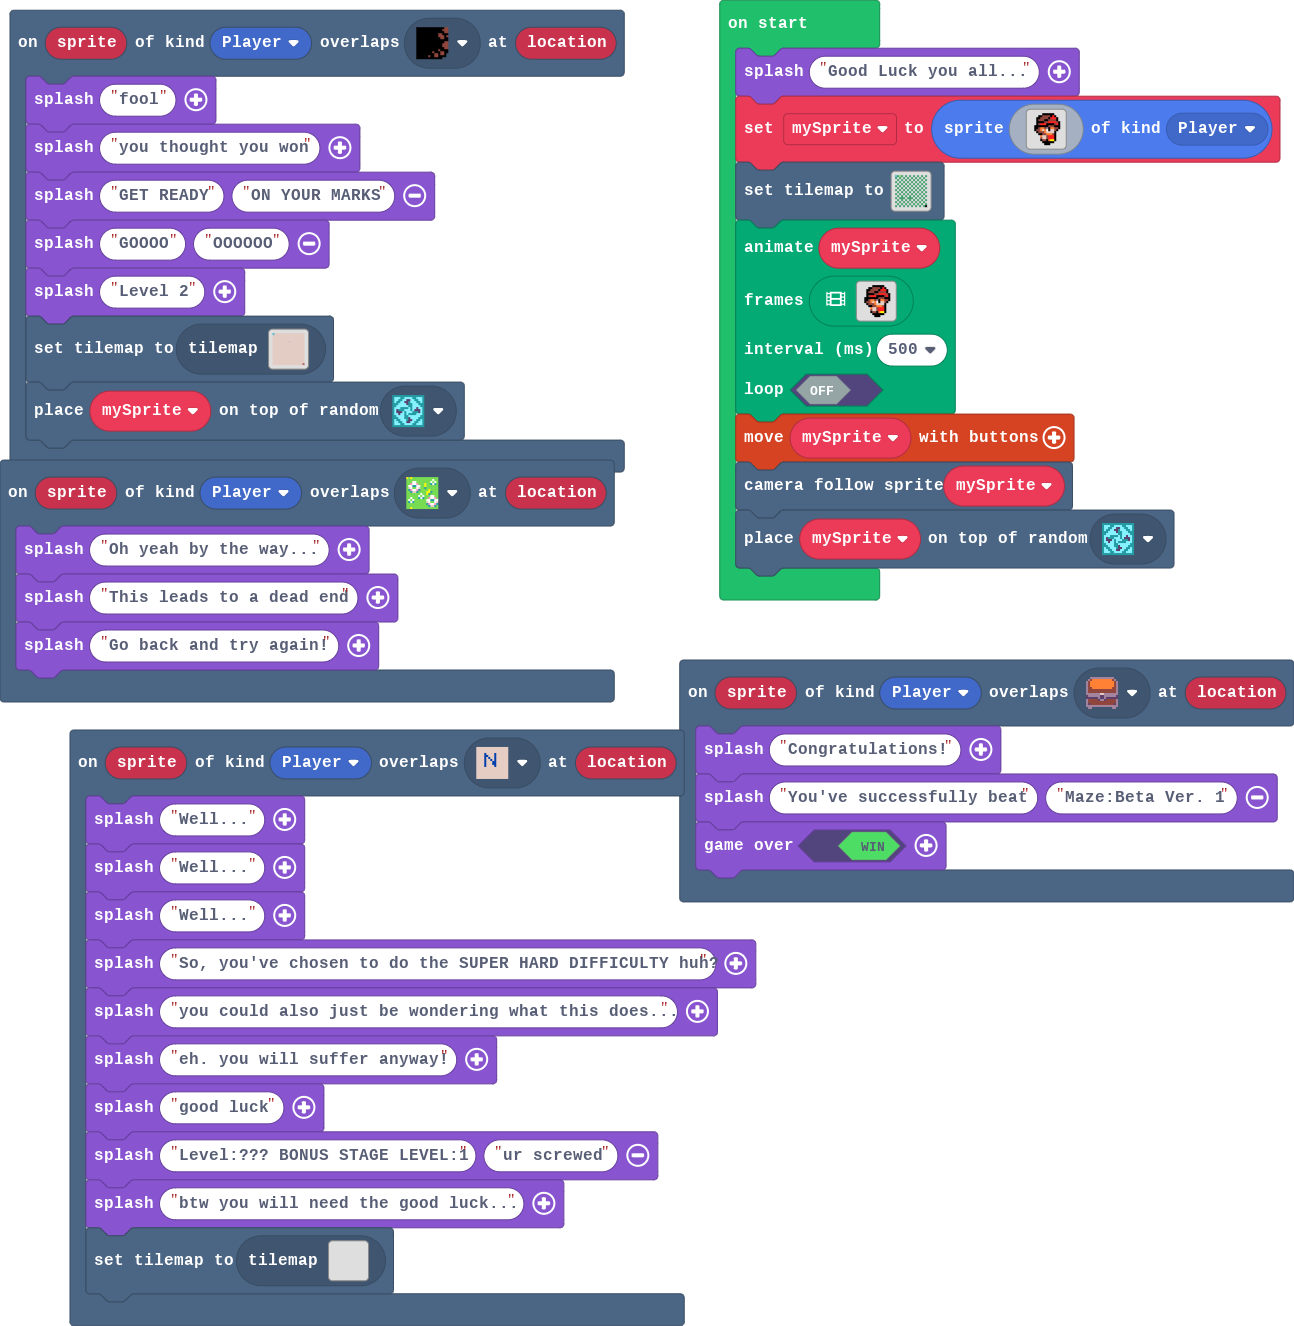 on sprite of kind Player overlaps at location
splash "fool"
splash "you thought you won"
splash "GET READY" "ON YOUR MARKS"
splash "GOOOO" "OOOOOO"
splash "Level 2"
set tilemap to tilemap
place mySprite on top of random
on sprite of kind Player overlaps at location
splash "Oh yeah by the way..."
splash "This leads to a dead end"
splash "Go back and try again!"
on start
splash "Good Luck you all..."
set mySprite to sprite of kind Player
set tilemap to
animate mySprite
frames
interval (ms) 500
loop OFF
move mySprite with buttons
camera follow sprite mySprite
place mySprite on top of random
on sprite of kind Player overlaps at location
splash "Congratulations!"
splash "You've successfully beat" "Maze:Beta Ver. 1"
game over WIN
on sprite of kind Player overlaps N at location
splash "Well..."
splash "Well..."
splash "Well..."
splash "So, you've chosen to do the SUPER HARD DIFFICULTY huh?"
splash "you could also just be wondering what this does..."
splash "eh. you will suffer anyway!"
splash "good luck"
splash "Level:??? BONUS STAGE LEVEL:1" "ur screwed"
splash "btw you will need the good luck..."
set tilemap to tilemap